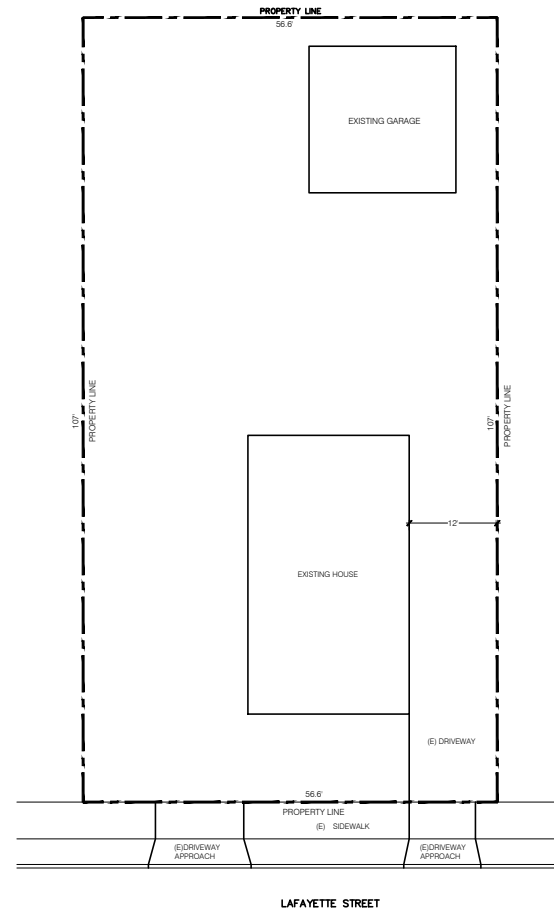 PROPERTY LINE
56.6'
EXISTING GARAGE
107'
PROPERTY LINE
107'
PROPERTY LINE
12'
EXISTING HOUSE
(E) DRIVEWAY
56.6'
PROPERTY LINE
(E) SIDEWALK
(E)DRIVEWAY
APPROACH
(E)DRIVEWAY
APPROACH
LAFAYETTE STREET